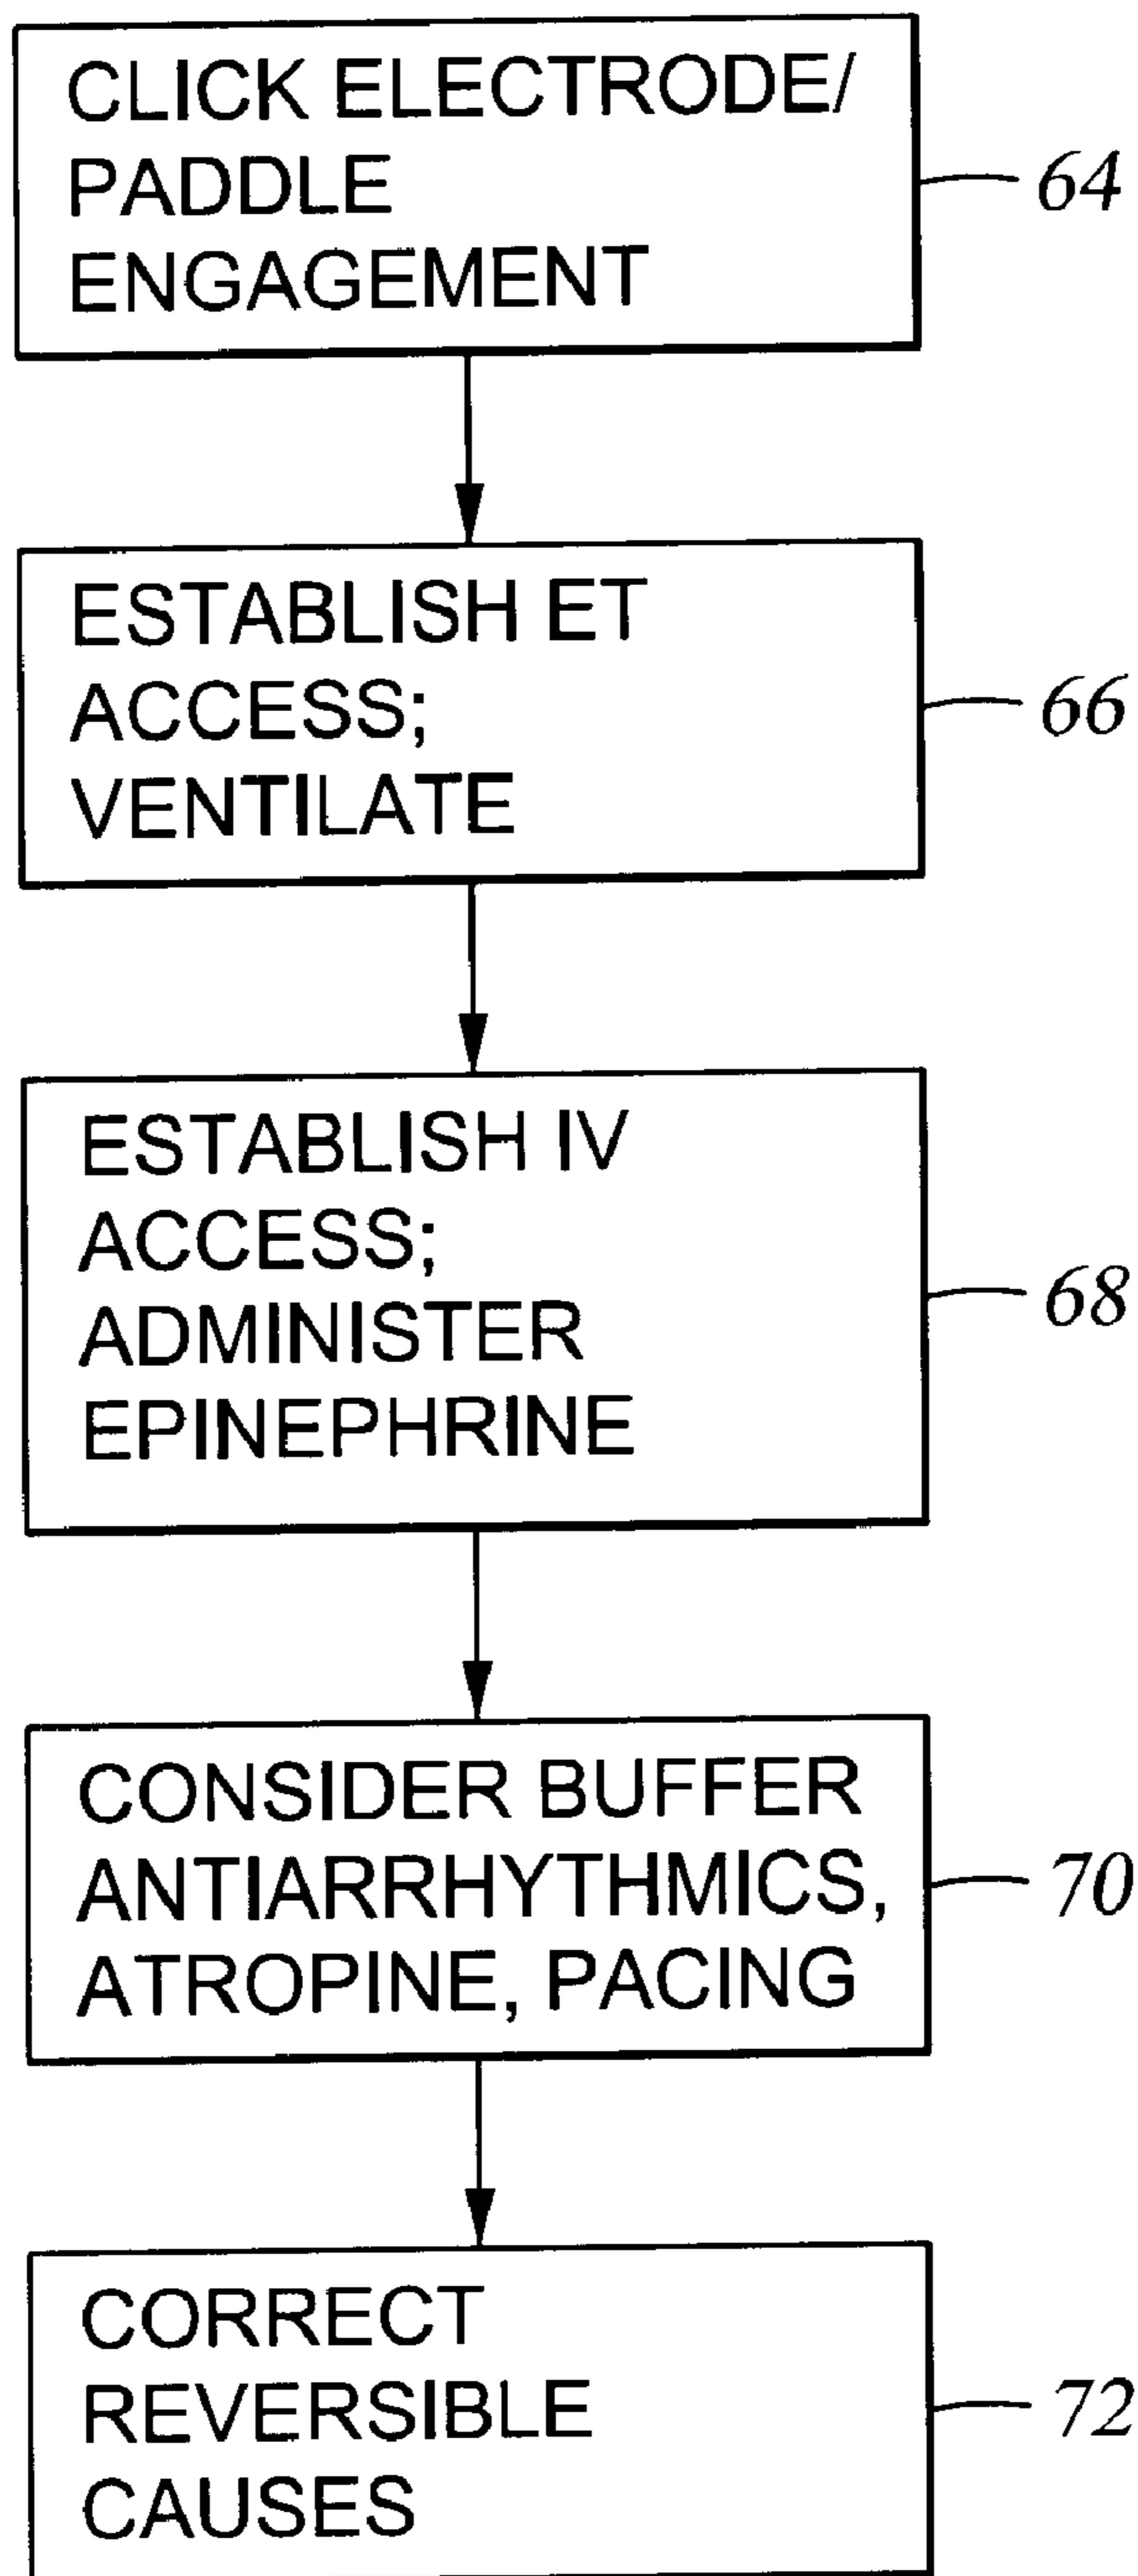 CLICK ELECTRODE/
PADDLE
ENGAGEMENT
64
ESTABLISH ET
ACCESS;
VENTILATE
66
ESTABLISH IV
ACCESS;
ADMINISTER
EPINEPHRINE
68
CONSIDER BUFFER
ANTIARRHYTHMICS,
ATROPINE, PACING
70
CORRECT
REVERSIBLE
CAUSES
72